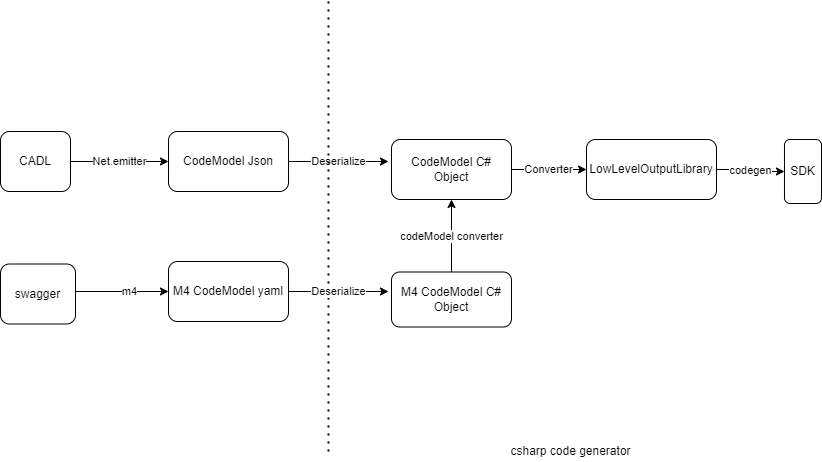 CADL
Net.emitter
CodeModel Json
Deserialize
CodeModel C#
Object
Converter
LowLevelOutputLibrary
codegen
SDK
codeModel converter
swagger
m4
M4 CodeModel yaml
Deserialize
M4 CodeModel C#
Object
csharp code generator